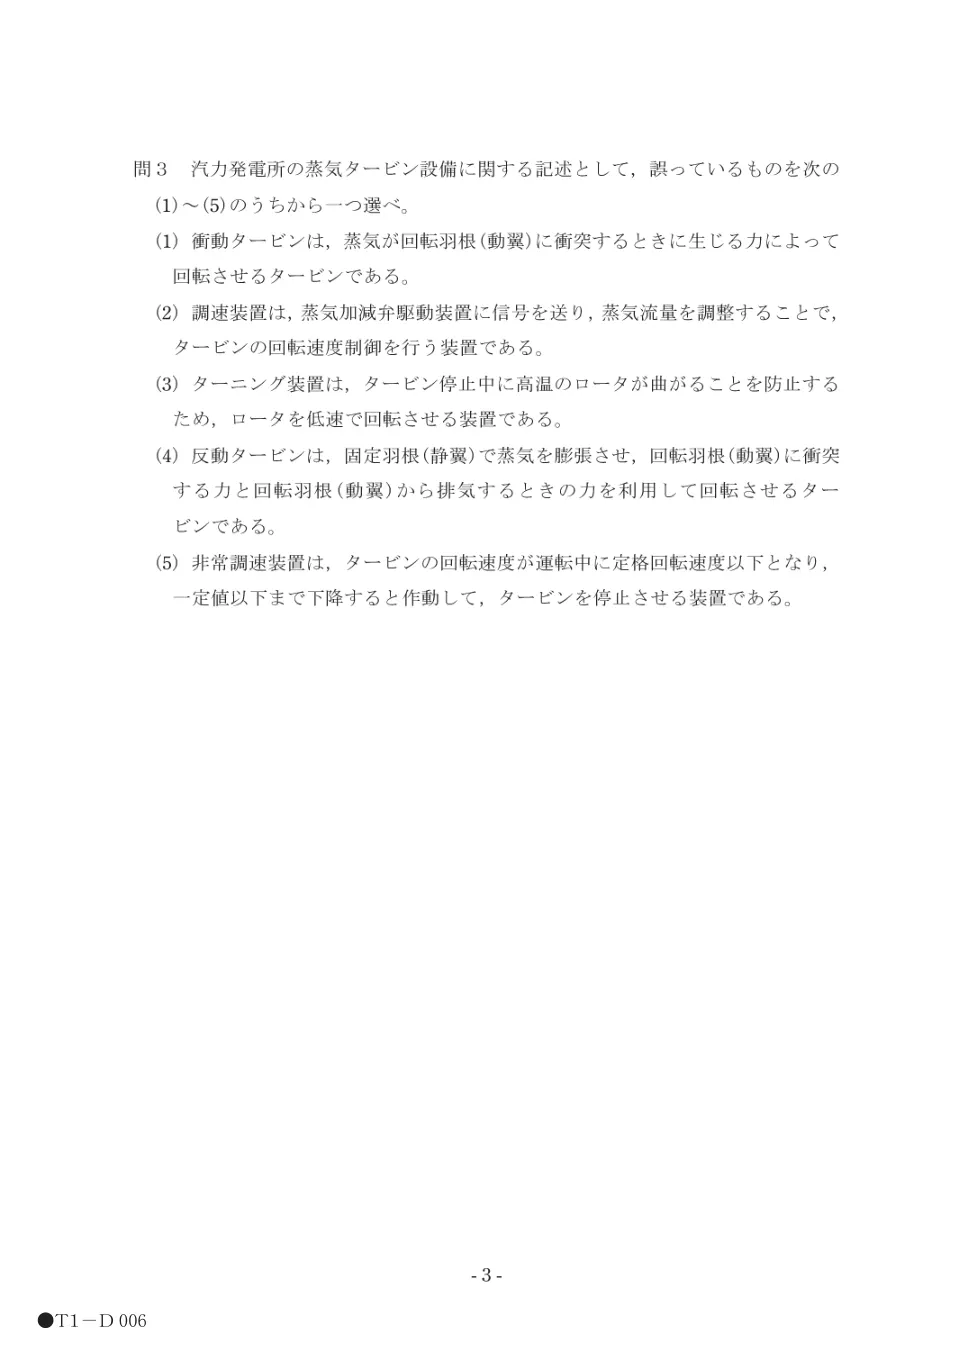 問３　汽力発電所の蒸気タービン設備に関する記述として，誤っているものを次の
(1)～(5)のうちから一つ選べ。
(1) 衝動タービンは，蒸気が回転羽根(動翼)に衝突するときに生じる力によって
回転させるタービンである。
(2) 調速装置は，蒸気加減弁駆動装置に信号を送り，蒸気流量を調整することで，
タービンの回転速度制御を行う装置である。
(3) ターニング装置は，タービン停止中に高温のロータが曲がることを防止する
ため，ロータを低速で回転させる装置である。
(4) 反動タービンは，固定羽根(静翼)で蒸気を膨張させ，回転羽根(動翼)に衝突
する力と回転羽根(動翼)から排気するときの力を利用して回転させるター
ビンである。
(5) 非常調速装置は，タービンの回転速度が運転中に定格回転速度以下となり，
一定値以下まで下降すると作動して，タービンを停止させる装置である。
- 3 -
●T1－D 006